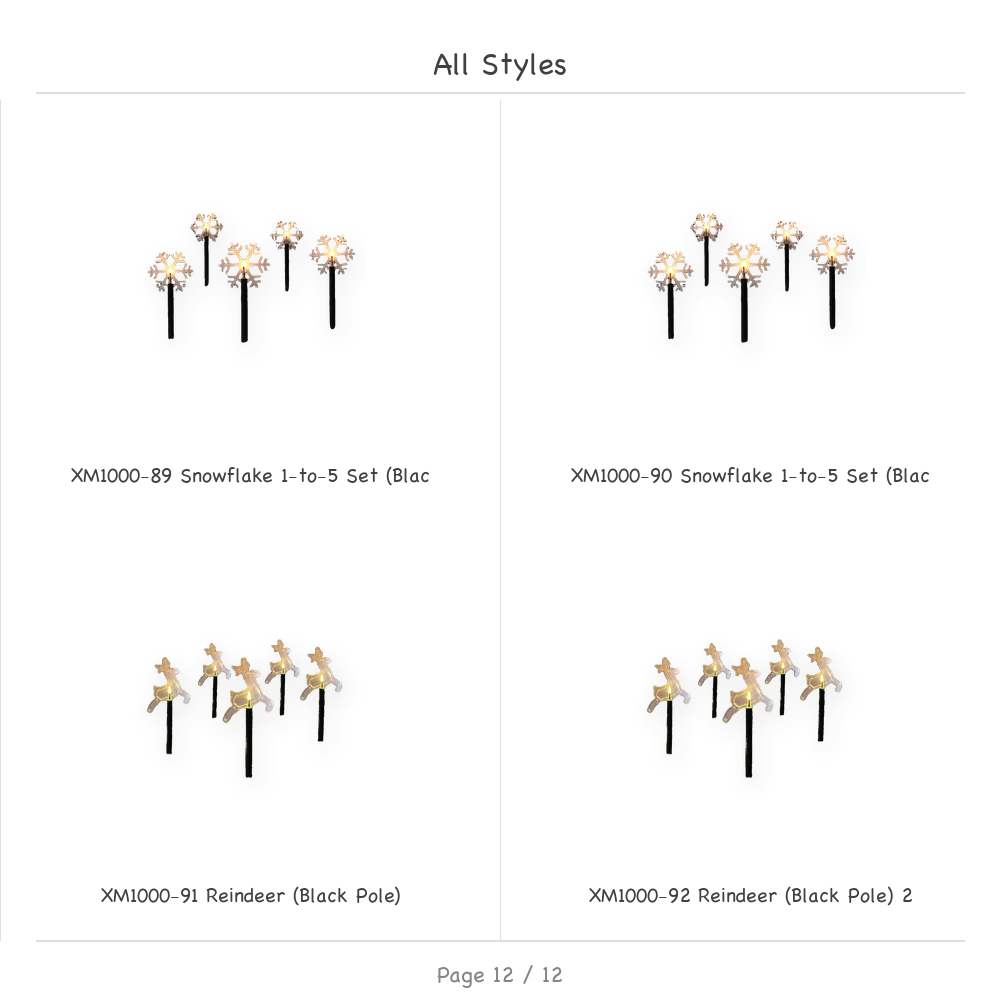 All Styles
XM1000-89 Snowflake 1-to-5 Set (Blac
XM1000-90 Snowflake 1-to-5 Set (Blac
XM1000-91 Reindeer (Black Pole)
XM1000-92 Reindeer (Black Pole) 2
Page 12 / 12